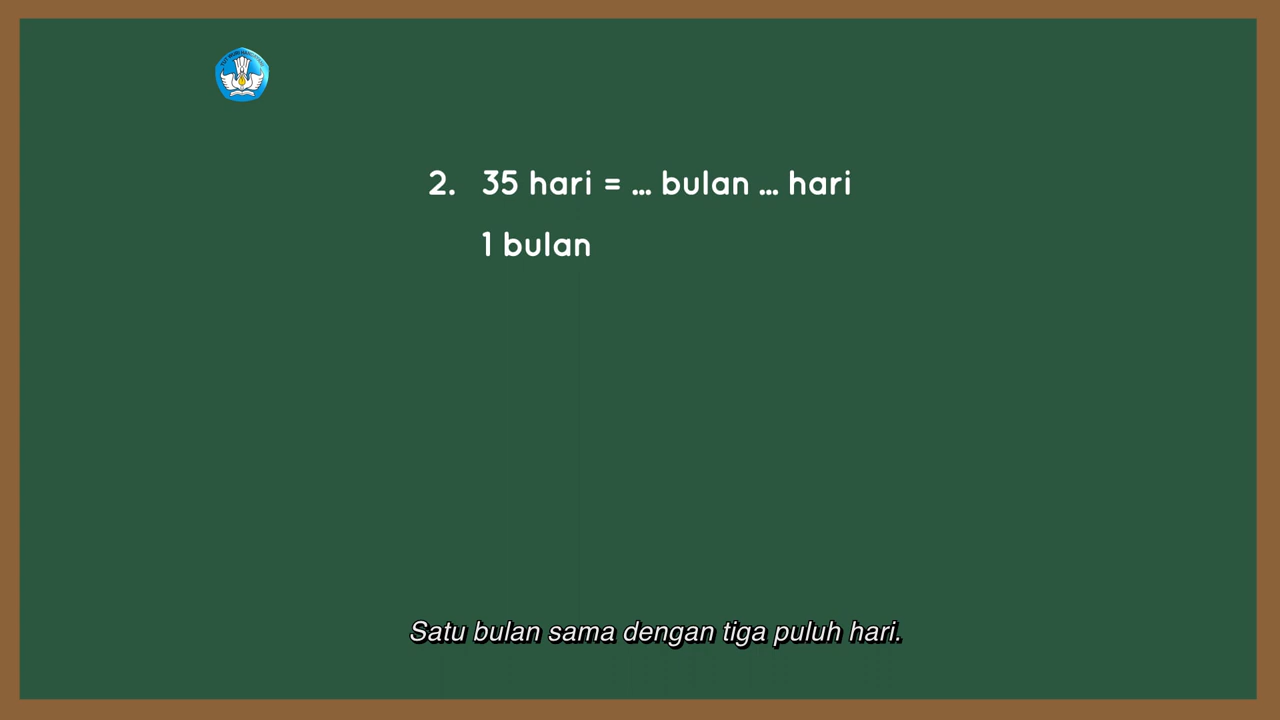 2. 35 hari = ... bulan ... hari
1 bulan
Satu bulan sama dengan tiga puluh hari.